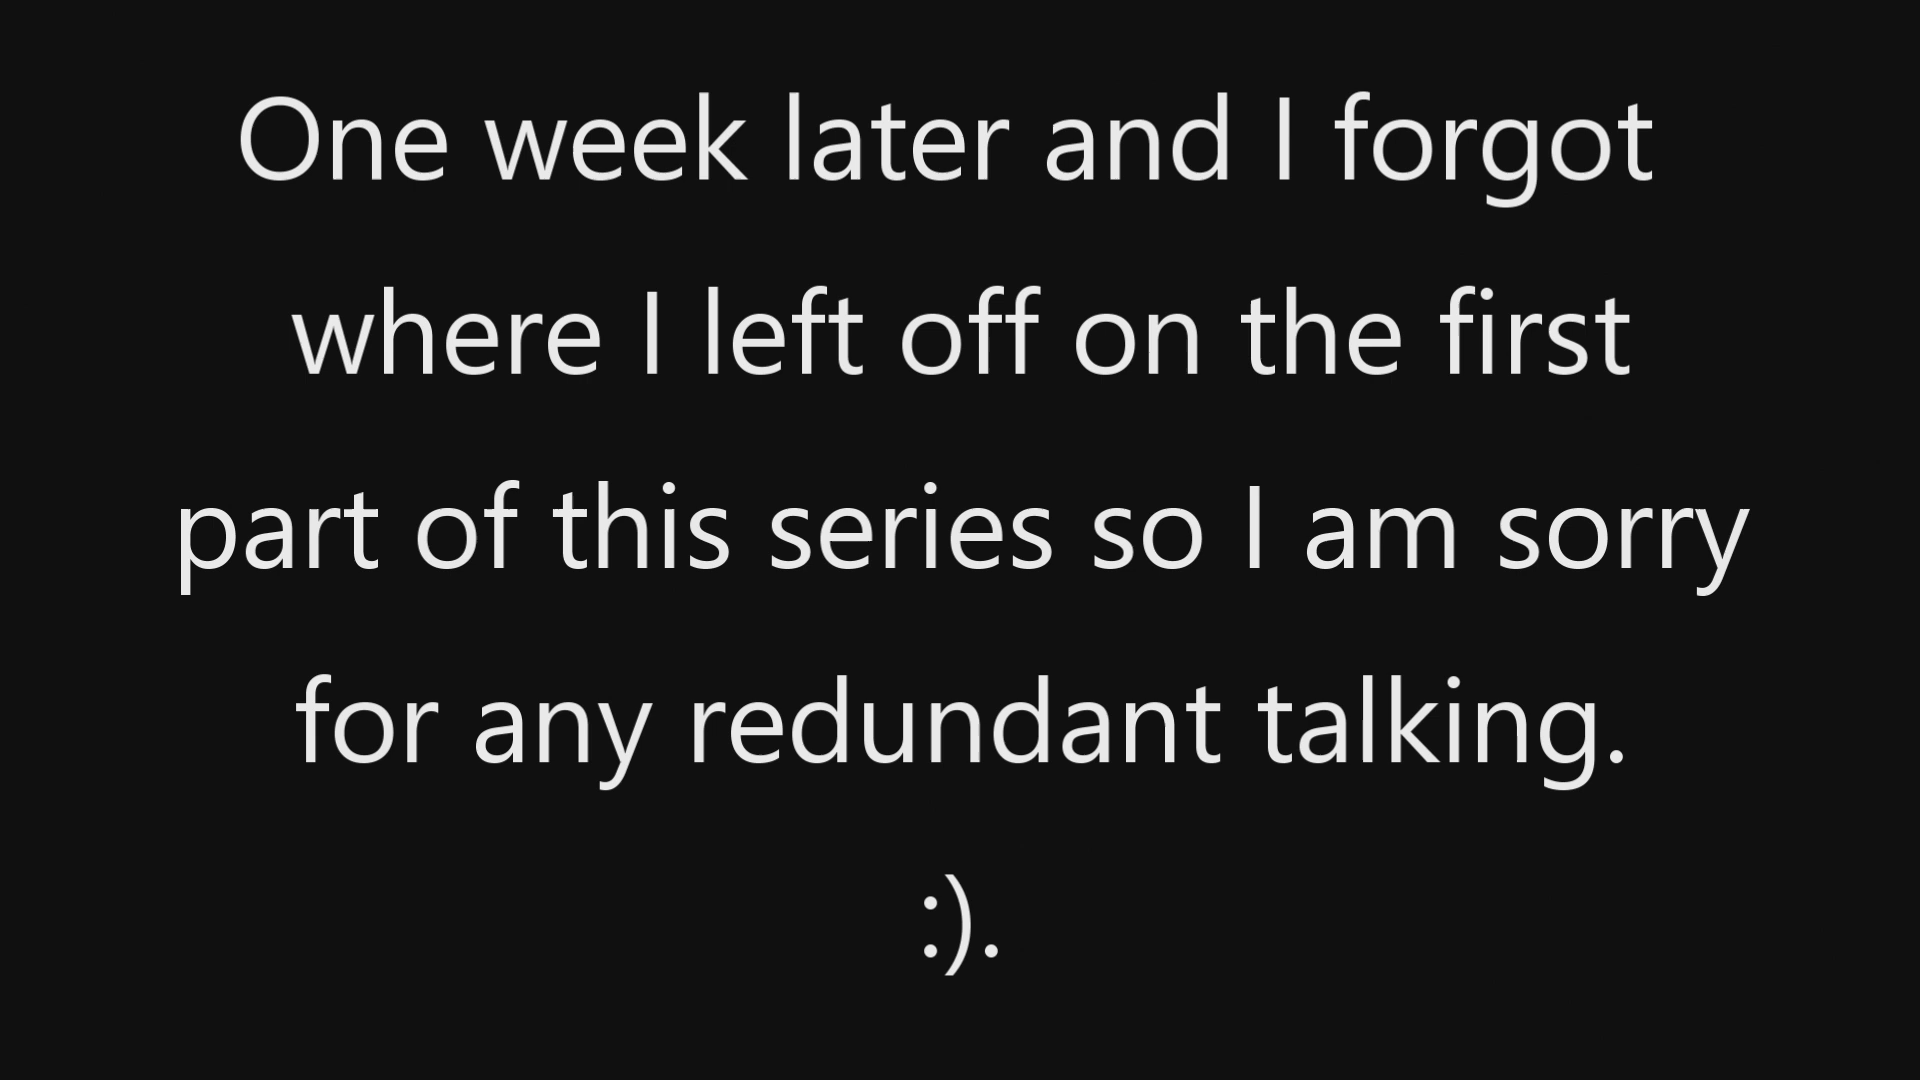 One week later and I forgot
where I left off on the first
part of this series so I am sorry
for any redundant talking.
:).